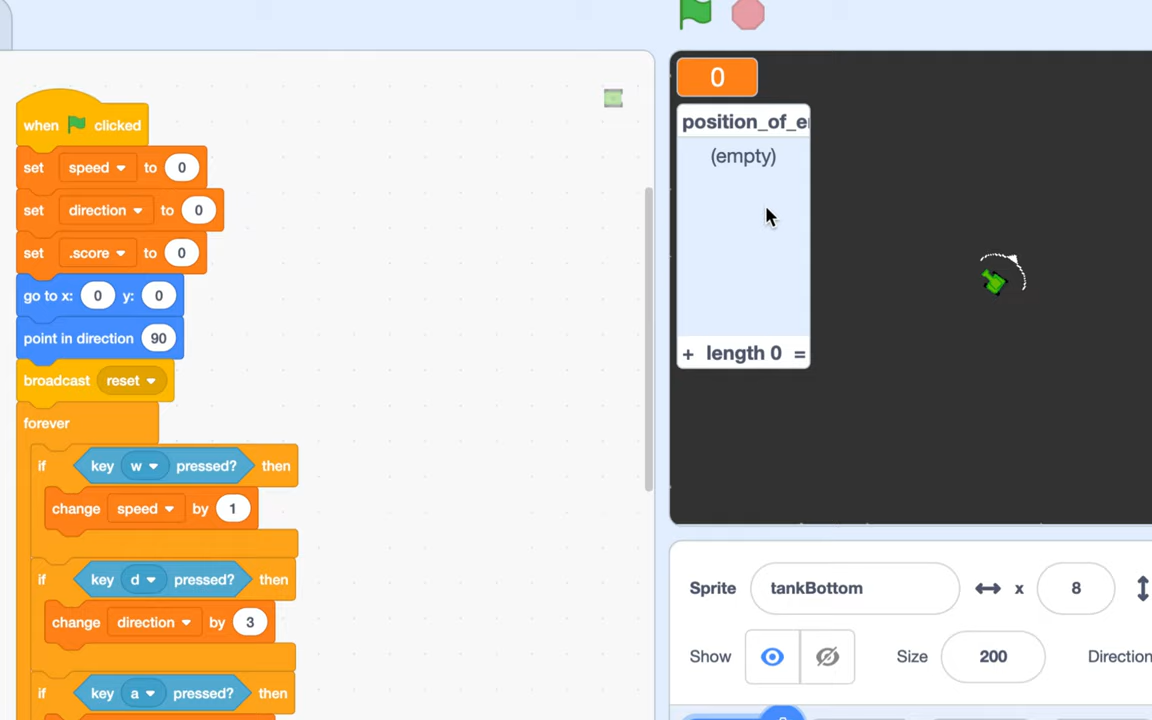 when clicked
set speed to 0
set direction to 0
set .score to 0
go to x: 0 y: 0
point in direction 90
broadcast reset
forever
if key w pressed? then
change speed by 1
if key d pressed? then
change direction by 3
if key a pressed? then
0
position_of_e
(empty)
+ length 0 =
Sprite tankBottom x 8
Show Size 200 Direction